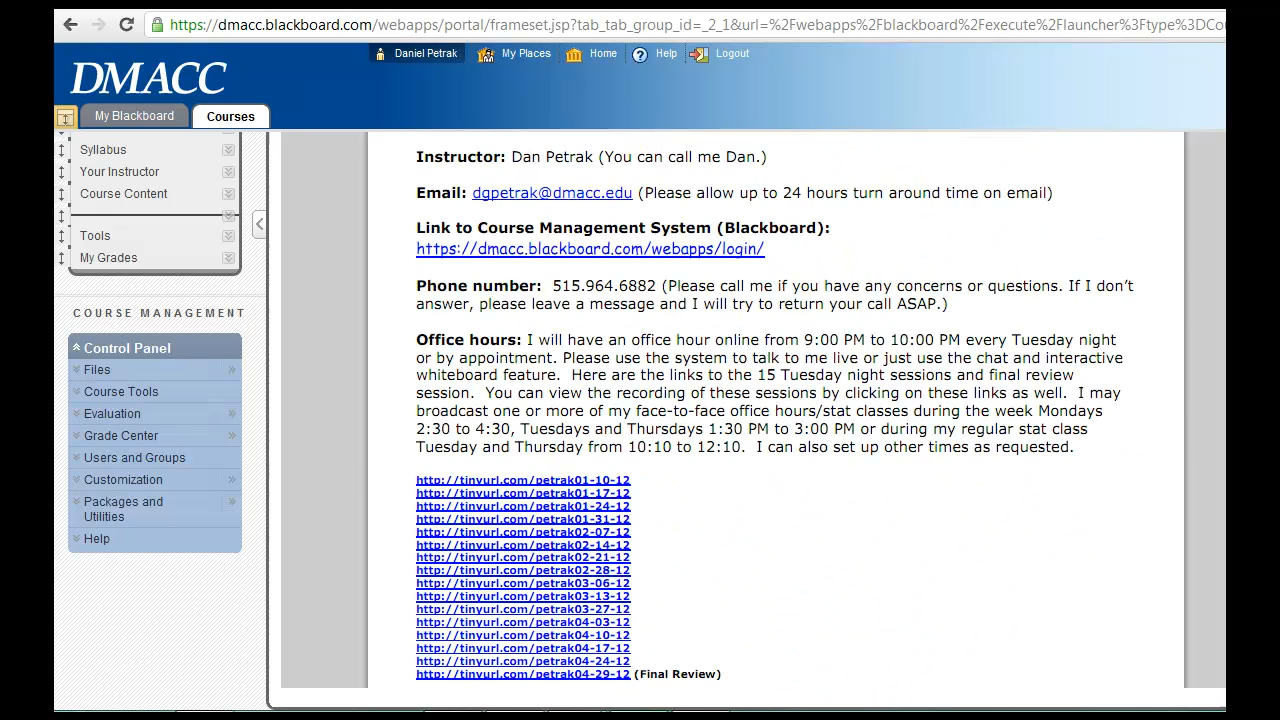 https://dmacc.blackboard.com/webapps/portal/frameset.jsp?tab_tab_group_id=_2_1&url=%2Fwebapps%2Fblackboard%2Fexecute%2Flauncher%3Ftype%3DCou
Daniel Petrak My Places Home Help Logout
DMACC
My Blackboard Courses
Syllabus
Your Instructor
Course Content
Tools
My Grades
COURSE MANAGEMENT
Control Panel
Files
Course Tools
Evaluation
Grade Center
Users and Groups
Customization
Packages and
Utilities
Help
Instructor: Dan Petrak (You can call me Dan.)
Email: dgpetrak@dmacc.edu (Please allow up to 24 hours turn around time on email)
Link to Course Management System (Blackboard):
https://dmacc.blackboard.com/webapps/login/
Phone number: 515.964.6882 (Please call me if you have any concerns or questions. If I don’t
answer, please leave a message and I will try to return your call ASAP.)
Office hours: I will have an office hour online from 9:00 PM to 10:00 PM every Tuesday night
or by appointment. Please use the system to talk to me live or just use the chat and interactive
whiteboard feature. Here are the links to the 15 Tuesday night sessions and final review
session. You can view the recording of these sessions by clicking on these links as well. I may
broadcast one or more of my face-to-face office hours/stat classes during the week Mondays
2:30 to 4:30, Tuesdays and Thursdays 1:30 PM to 3:00 PM or during my regular stat class
Tuesday and Thursday from 10:10 to 12:10. I can also set up other times as requested.
http://tinyurl.com/petrak01-10-12
http://tinyurl.com/petrak01-17-12
http://tinyurl.com/petrak01-24-12
http://tinyurl.com/petrak01-31-12
http://tinyurl.com/petrak02-07-12
http://tinyurl.com/petrak02-14-12
http://tinyurl.com/petrak02-21-12
http://tinyurl.com/petrak02-28-12
http://tinyurl.com/petrak03-06-12
http://tinyurl.com/petrak03-13-12
http://tinyurl.com/petrak03-27-12
http://tinyurl.com/petrak04-03-12
http://tinyurl.com/petrak04-10-12
http://tinyurl.com/petrak04-17-12
http://tinyurl.com/petrak04-24-12
http://tinyurl.com/petrak04-29-12 (Final Review)